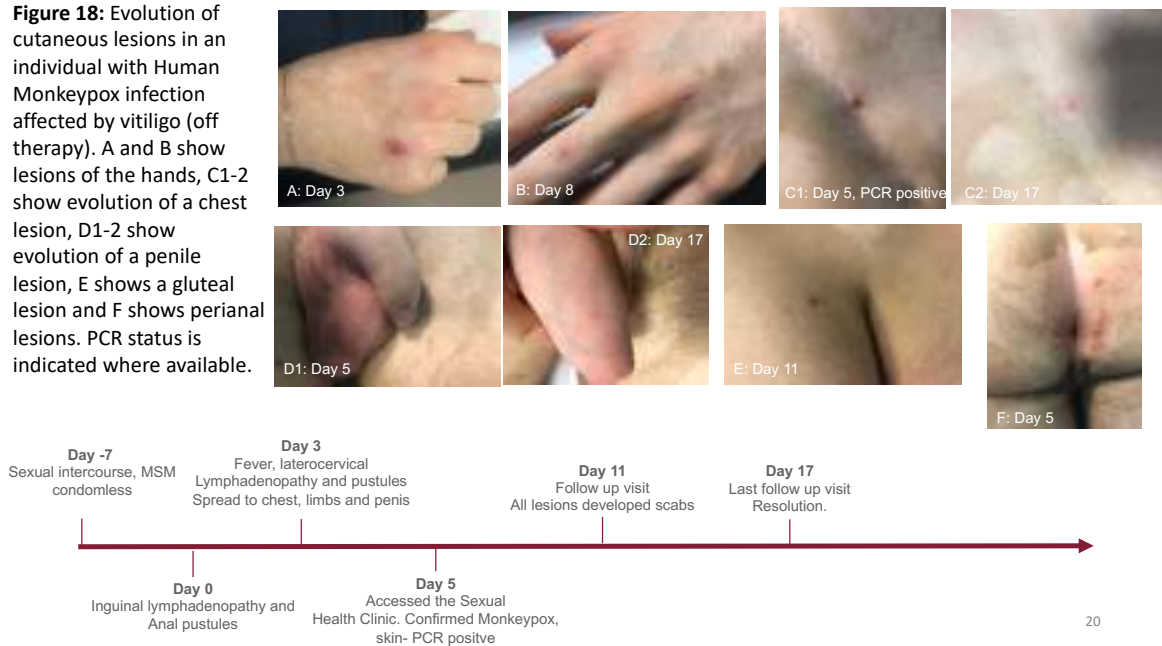 Figure 18: Evolution of
cutaneous lesions in an
individual with Human
Monkeypox infection
affected by vitiligo (off
therapy). A and B show
lesions of the hands, C1-2
show evolution of a chest
lesion, D1-2 show
evolution of a penile
lesion, E shows a gluteal
lesion and F shows perianal
lesions. PCR status is
indicated where available.
A: Day 3
B: Day 8
C1: Day 5, PCR positive
C2: Day 17
D1: Day 5
D2: Day 17
E: Day 11
F: Day 5
Day -7
Sexual intercourse, MSM
condomless
Day 0
Inguinal lymphadenopathy and
Anal pustules
Day 3
Fever, laterocervical
Lymphadenopathy and pustules
Spread to chest, limbs and penis
Day 5
Accessed the Sexual
Health Clinic. Confirmed Monkeypox,
skin- PCR positve
Day 11
Follow up visit
All lesions developed scabs
Day 17
Last follow up visit
Resolution.
20